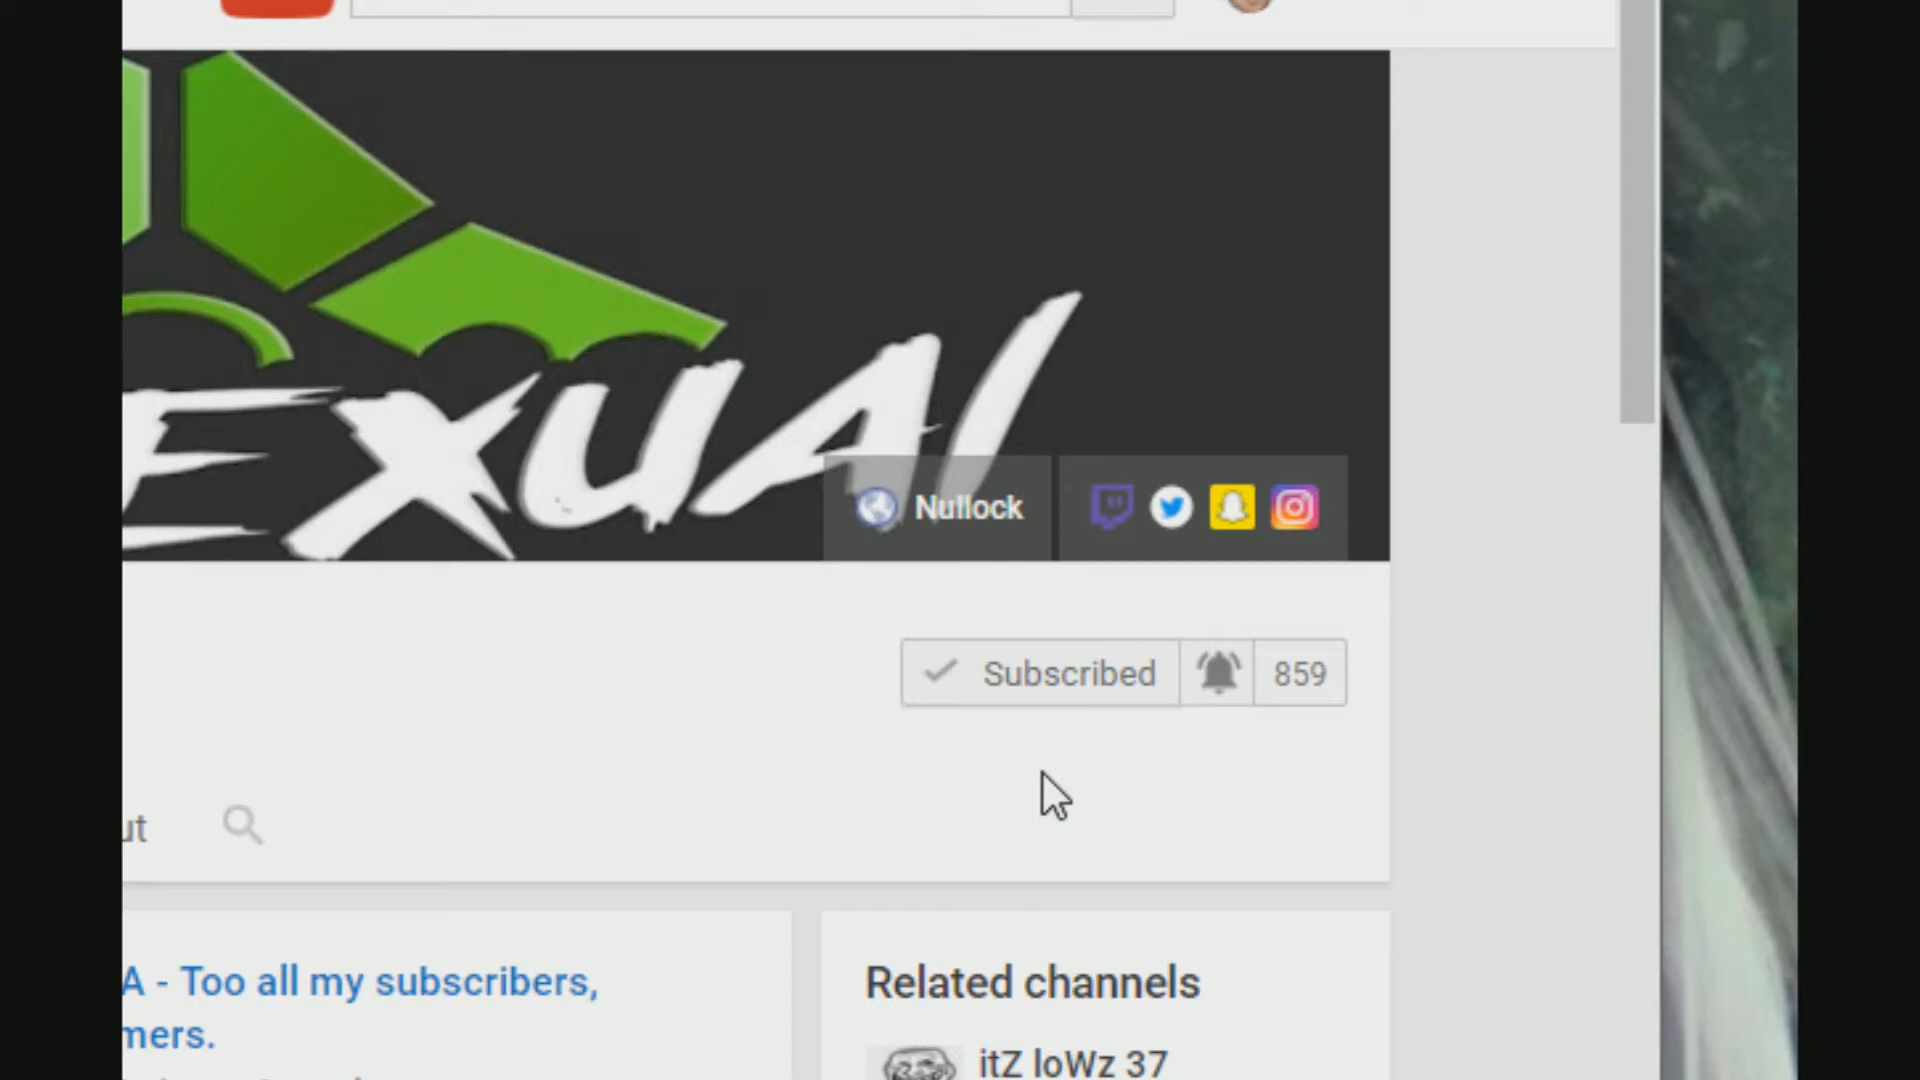 EXUAl
Nullock
Subscribed
859
ut
A - Too all my subscribers,
mers.
Related channels
itZ loWz 37